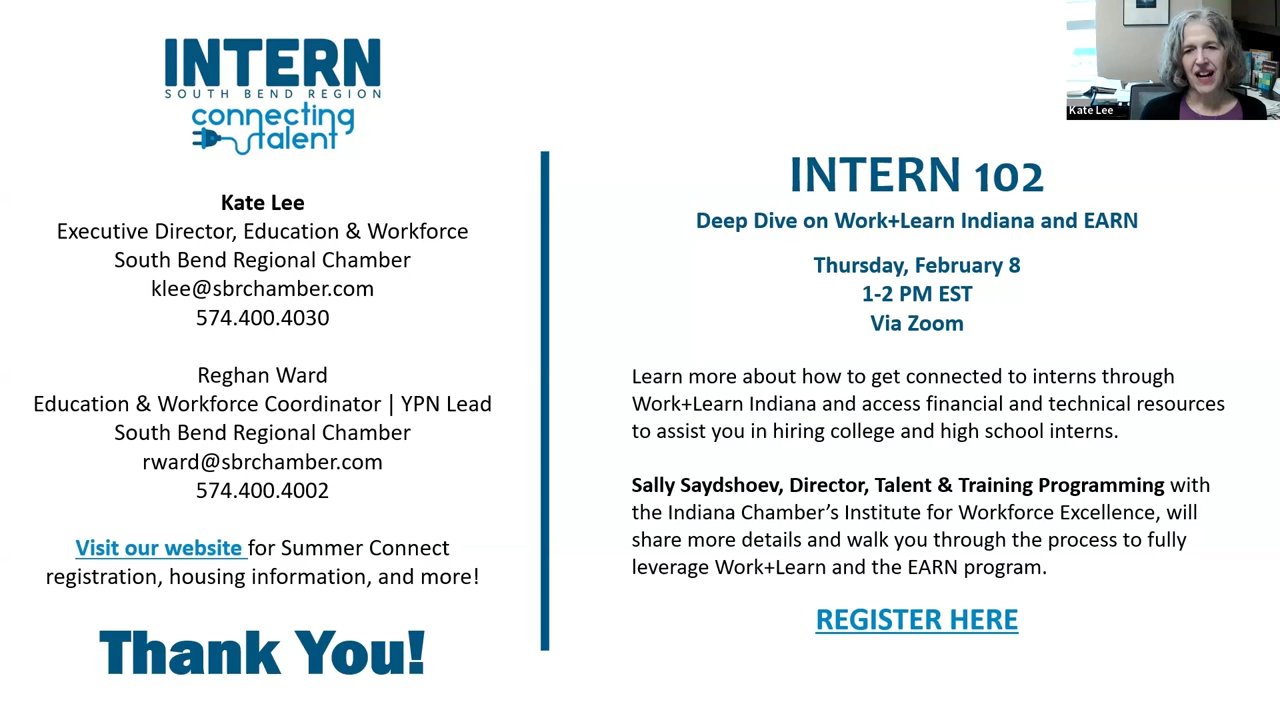 INTERN
SOUTH BEND REGION
connecting
talent
Kate Lee
Executive Director, Education & Workforce
South Bend Regional Chamber
klee@sbrchamber.com
574.400.4030
Reghan Ward
Education & Workforce Coordinator | YPN Lead
South Bend Regional Chamber
rward@sbrchamber.com
574.400.4002
Visit our website for Summer Connect
registration, housing information, and more!
Thank You!
Kate Lee
INTERN 102
Deep Dive on Work+Learn Indiana and EARN
Thursday, February 8
1-2 PM EST
Via Zoom
Learn more about how to get connected to interns through
Work+Learn Indiana and access financial and technical resources
to assist you in hiring college and high school interns.
Sally Saydshoev, Director, Talent & Training Programming with
the Indiana Chamber’s Institute for Workforce Excellence, will
share more details and walk you through the process to fully
leverage Work+Learn and the EARN program.
REGISTER HERE